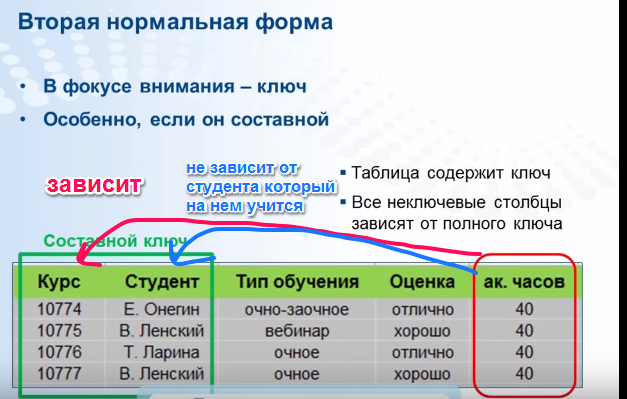 Вторая нормальная форма
• В фокусе внимания – ключ
• Особенно, если он составной
зависит
не зависит от
студента который
на нем учится
▪ Таблица содержит ключ
▪ Все неключевые столбцы
зависят от полного ключа
Составной ключ
Курс Студент Тип обучения Оценка ак. часов
10774 Е. Онегин очно-заочное отлично 40
10775 В. Ленский вебинар хорошо 40
10776 Т. Ларина очное отлично 40
10777 В. Ленский очное хорошо 40